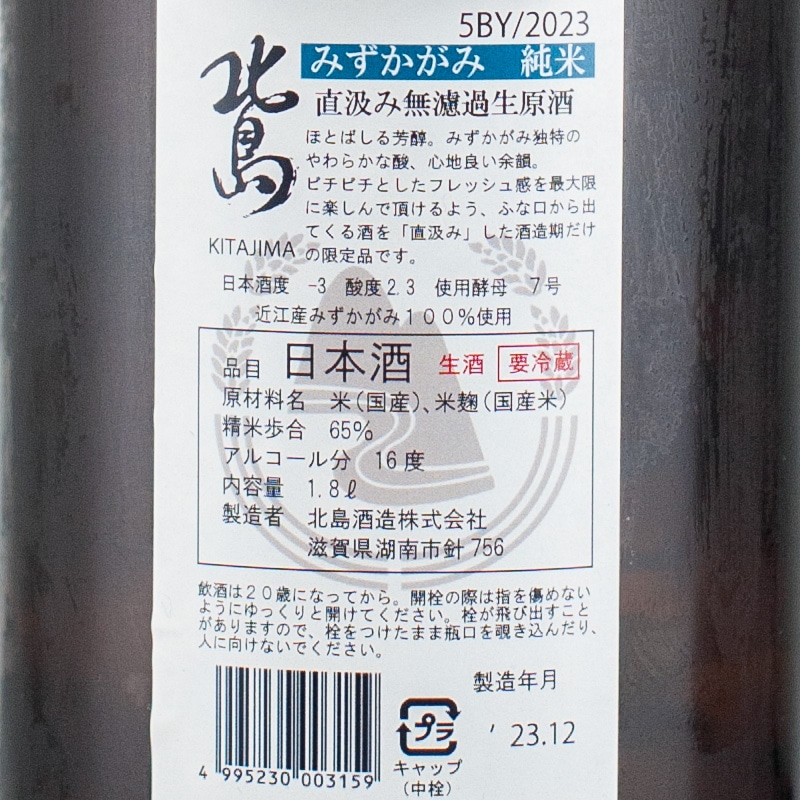 5BY/2023
みずかがみ　純米
北島
KITAJIMA
直汲み無濾過生原酒
ほとばしる芳醇。みずかがみ独特の
やわらかな酸、心地良い余韻。
ピチピチとしたフレッシュ感を最大限
に楽しんで頂けるよう、ふな口から出
てくる酒を「直汲み」した酒造期だけ
の限定品です。
日本酒度　-3　酸度2.3　使用酵母　7号
近江産みずかがみ１００％使用
品目　日本酒　生酒　要冷蔵
原材料名　米（国産）、米麹（国産米）
精米歩合　65%
アルコール分　16度
内容量　1.8ℓ
製造者　北島酒造株式会社
滋賀県湖南市針756
飲酒は２０歳になってから。開栓の際は指を傷めない
ようにゆっくりと開けてください。栓が飛び出すこと
がありますので、栓をつけたまま瓶口を覗き込んだり、
人に向けないでください。
製造年月
'23.12
プラ
キャップ
（中栓）
4 995230 003159